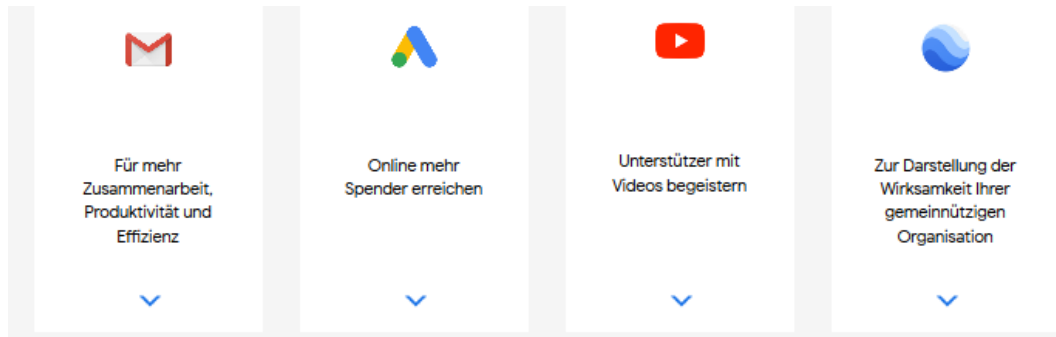 Für mehr
Zusammenarbeit,
Produktivität und
Effizienz
Online mehr
Spender erreichen
Unterstützer mit
Videos begeistern
Zur Darstellung der
Wirksamkeit Ihrer
gemeinnützigen
Organisation